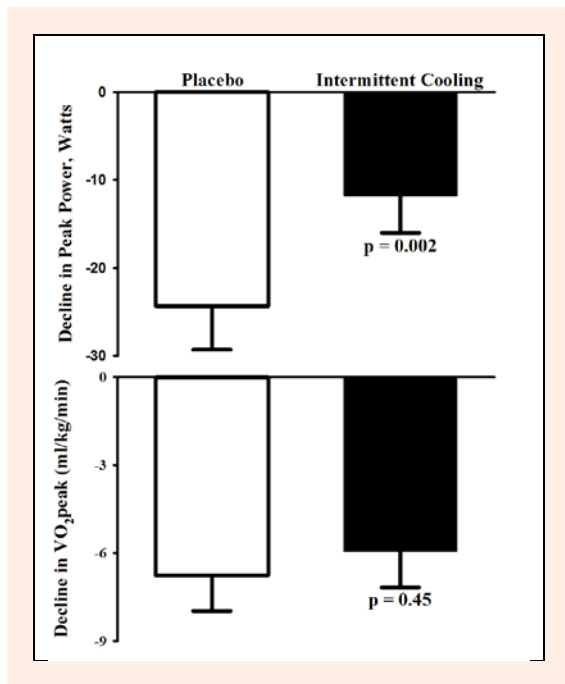 Placebo Intermittent Cooling
Decline in Peak Power, Watts
0
-10
-20
-30
p = 0.002
Decline in VO2peak (ml/kg/min)
0
-3
-6
-9
p = 0.45